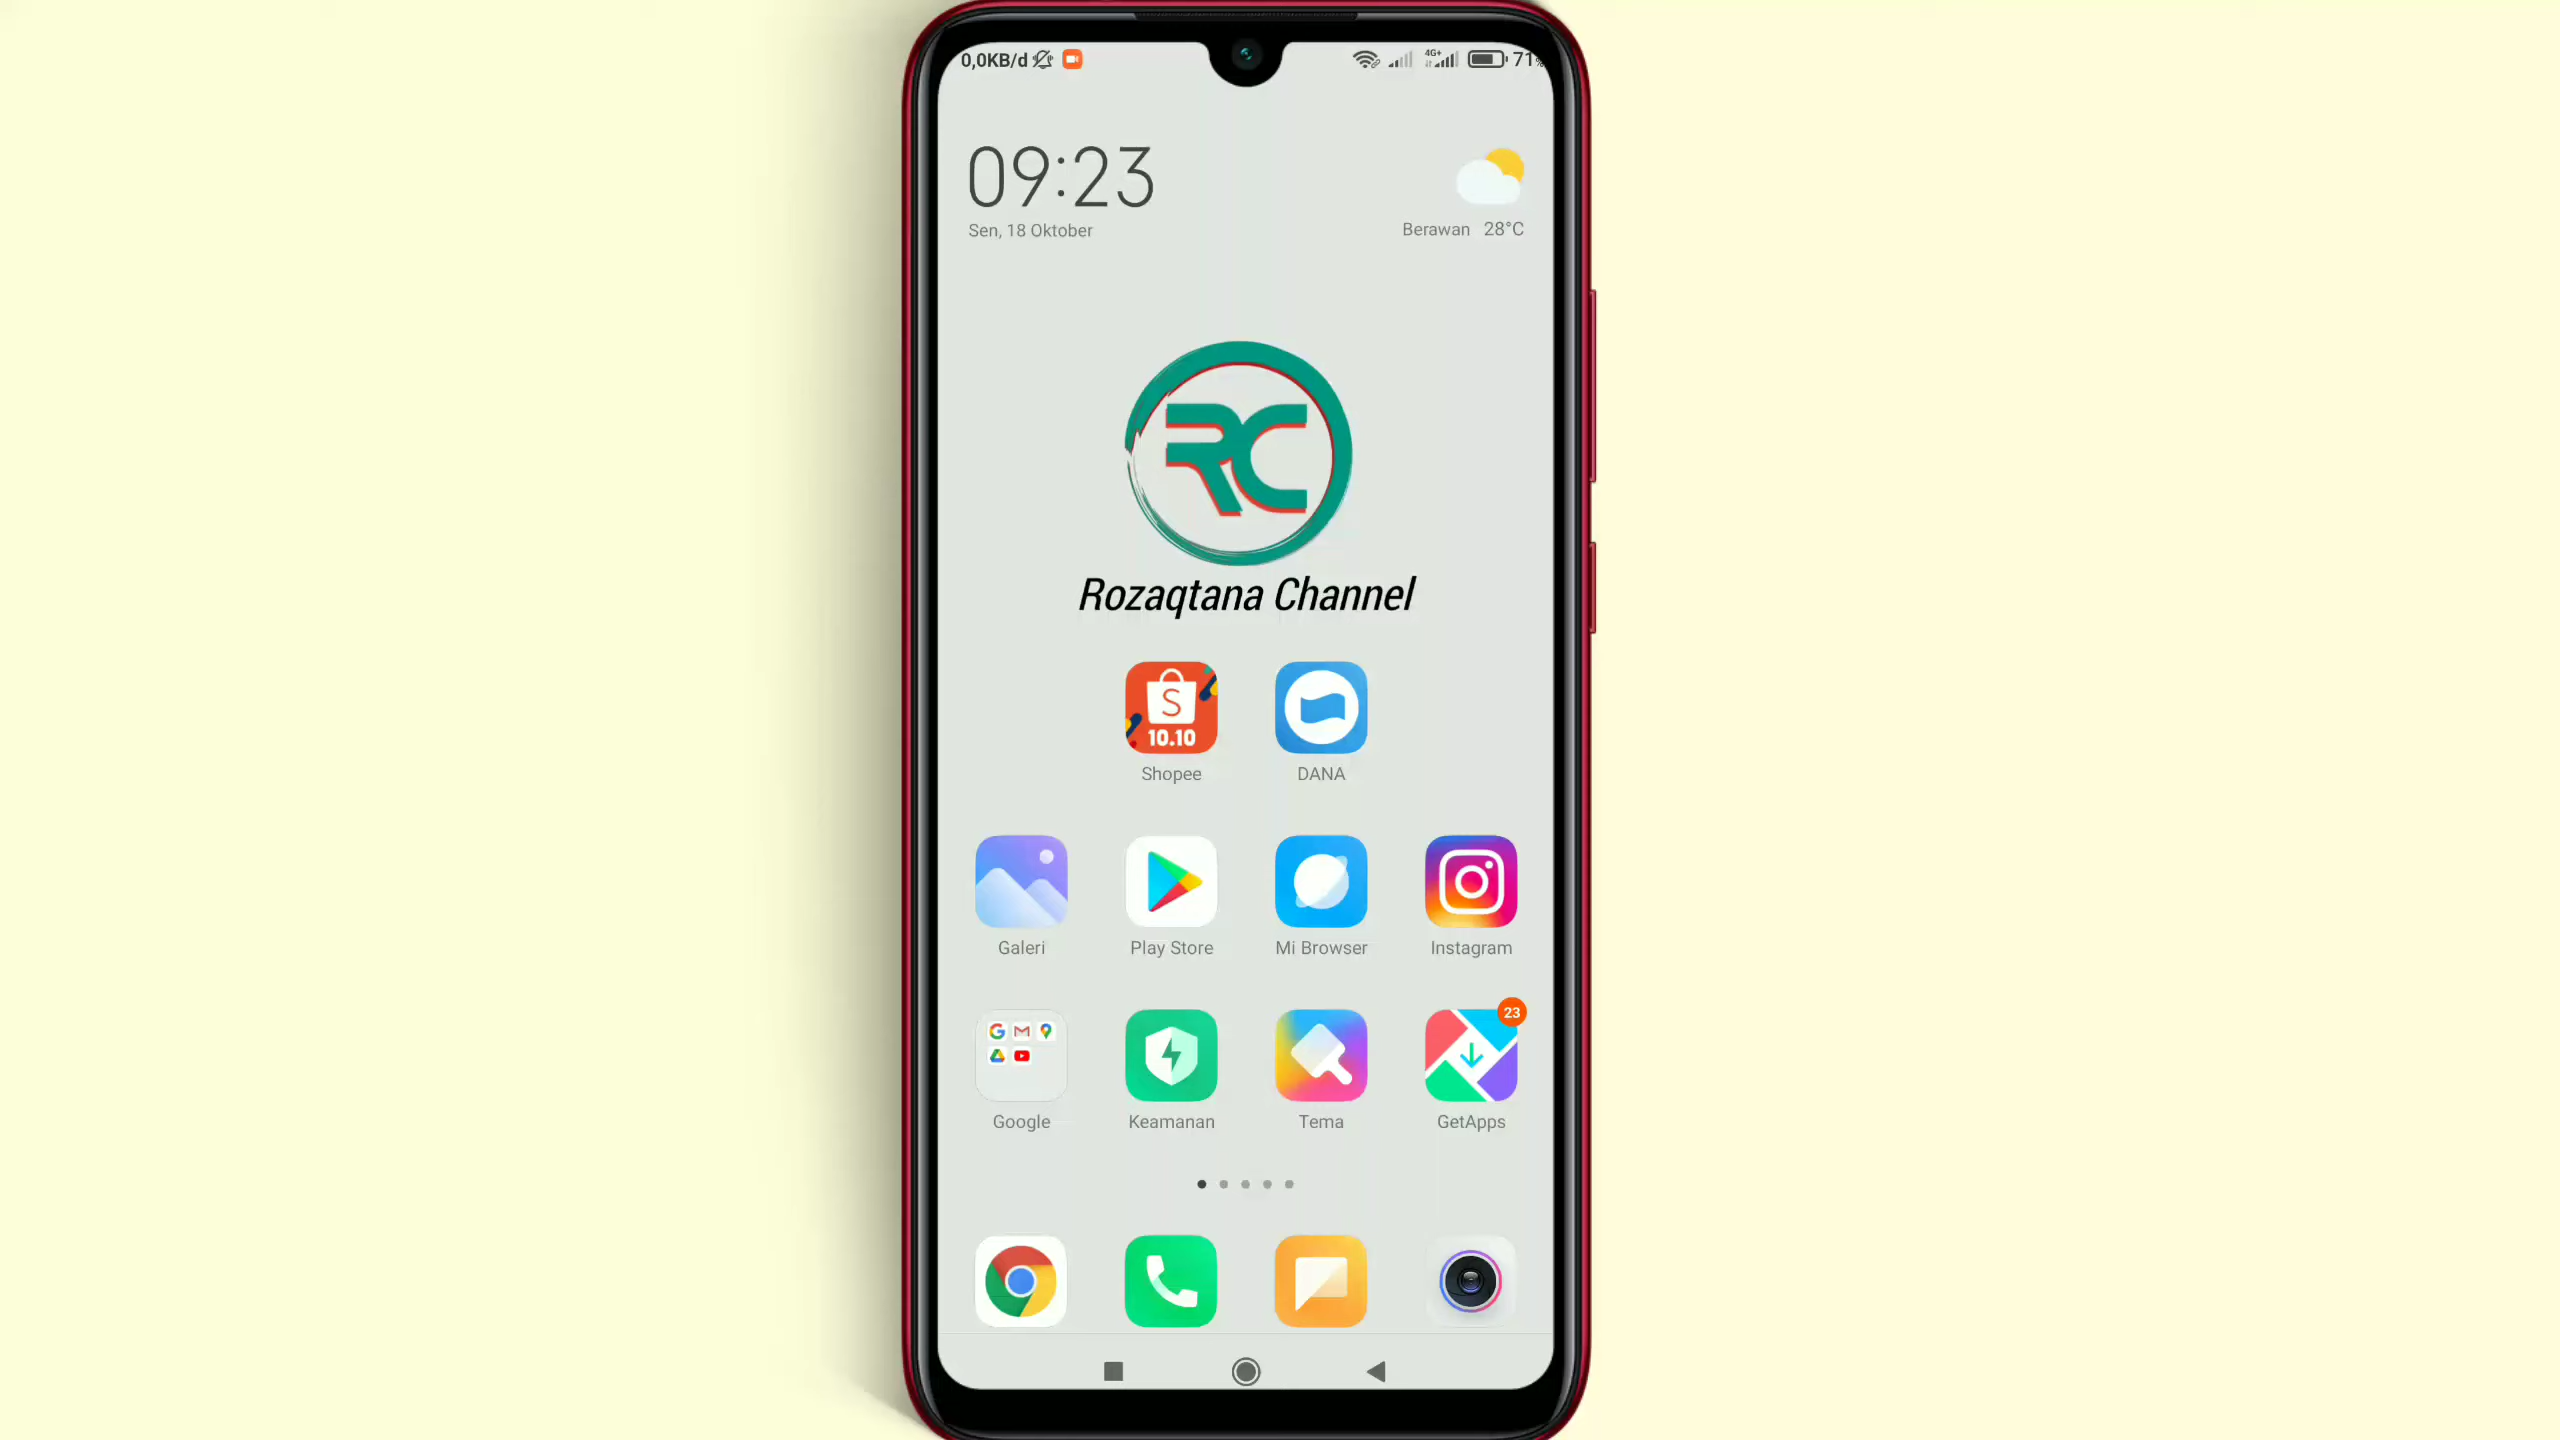 0,0KB/d
4G+
71%
09:23
Sen, 18 Oktober
Berawan 28°C
RC
Rozaqtana Channel
S
10.10
Shopee
DANA
Galeri
Play Store
Mi Browser
Instagram
23
Google
Keamanan
Tema
GetApps